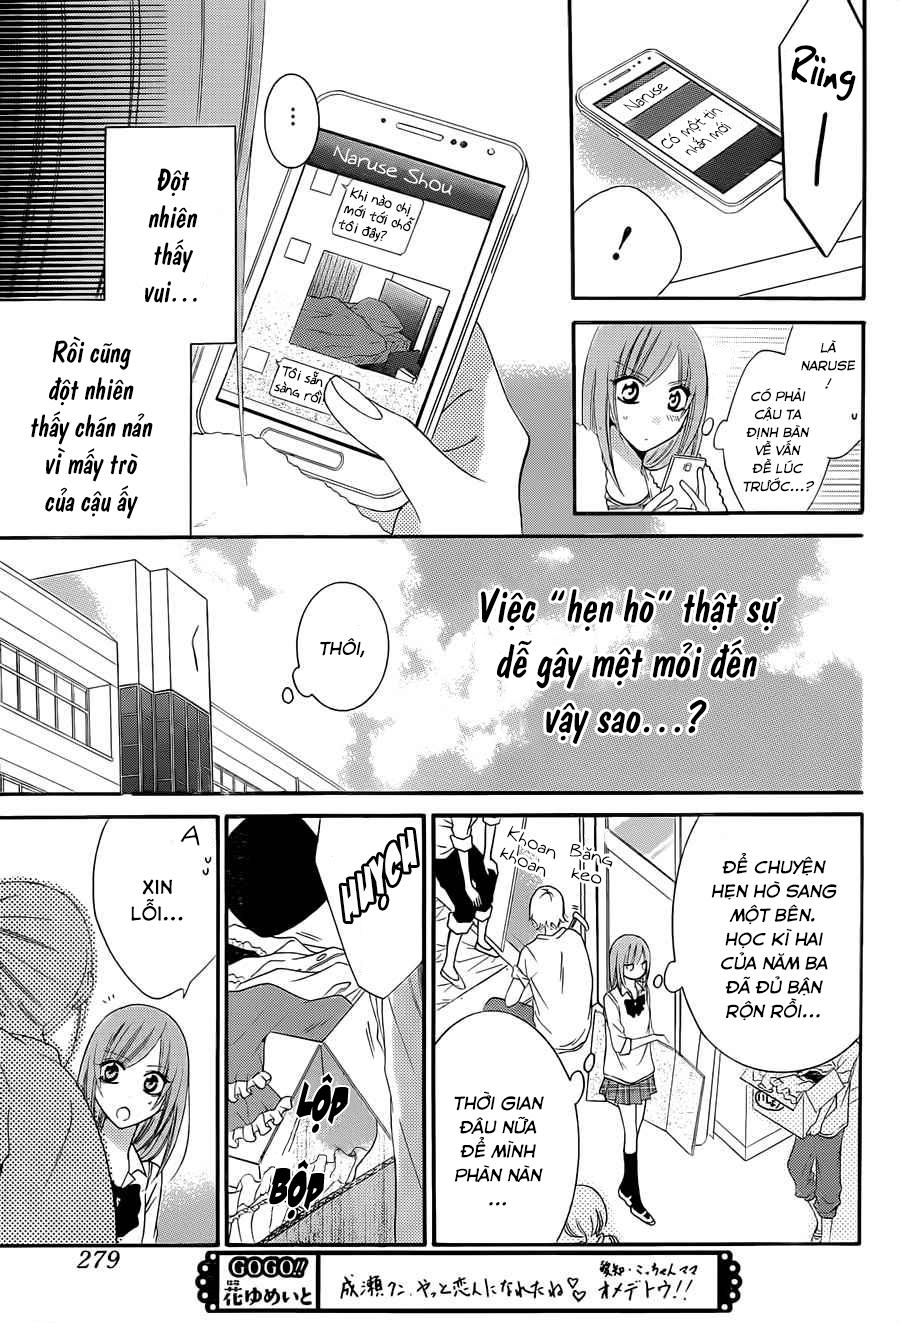 Riing
Naruse
Có một tin
nhắn mới
!
LÀ
NARUSE
!
CÓ PHẢI
CẬU TA
ĐỊNH BÀN
VỀ VẤN
ĐỀ LÚC
TRƯỚC...?
...
Naruse Shou
Khi nào chị
mới tới chỗ
tôi đây?
Tôi sẵn
sàng rồi
Đột
nhiên
thấy
vui...
Rồi cũng
đột nhiên
thấy chán nản
vì mấy trò
của cậu ấy
Việc “hẹn hò” thật sự
dễ gây mệt mỏi đến
vậy sao...?
THÔI,
ĐỂ CHUYỆN
HẸN HÒ SANG
MỘT BÊN.
HỌC KÌ HAI
CỦA NĂM BA
ĐÃ ĐỦ BẬN
RỘN RỒI...
Băng
keo
Khoan
khoan
THỜI GIAN
ĐÂU NỮA
ĐỂ MÌNH
PHÀN NÀN
...
HUỴCH
LỘP
BỘP
A
XIN
LỖI...
279
GOGO!!
花ゆめいと
成瀬クン、やっと恋人になれたね♡
愛知・こっちゃんママ
オメデトウ!!